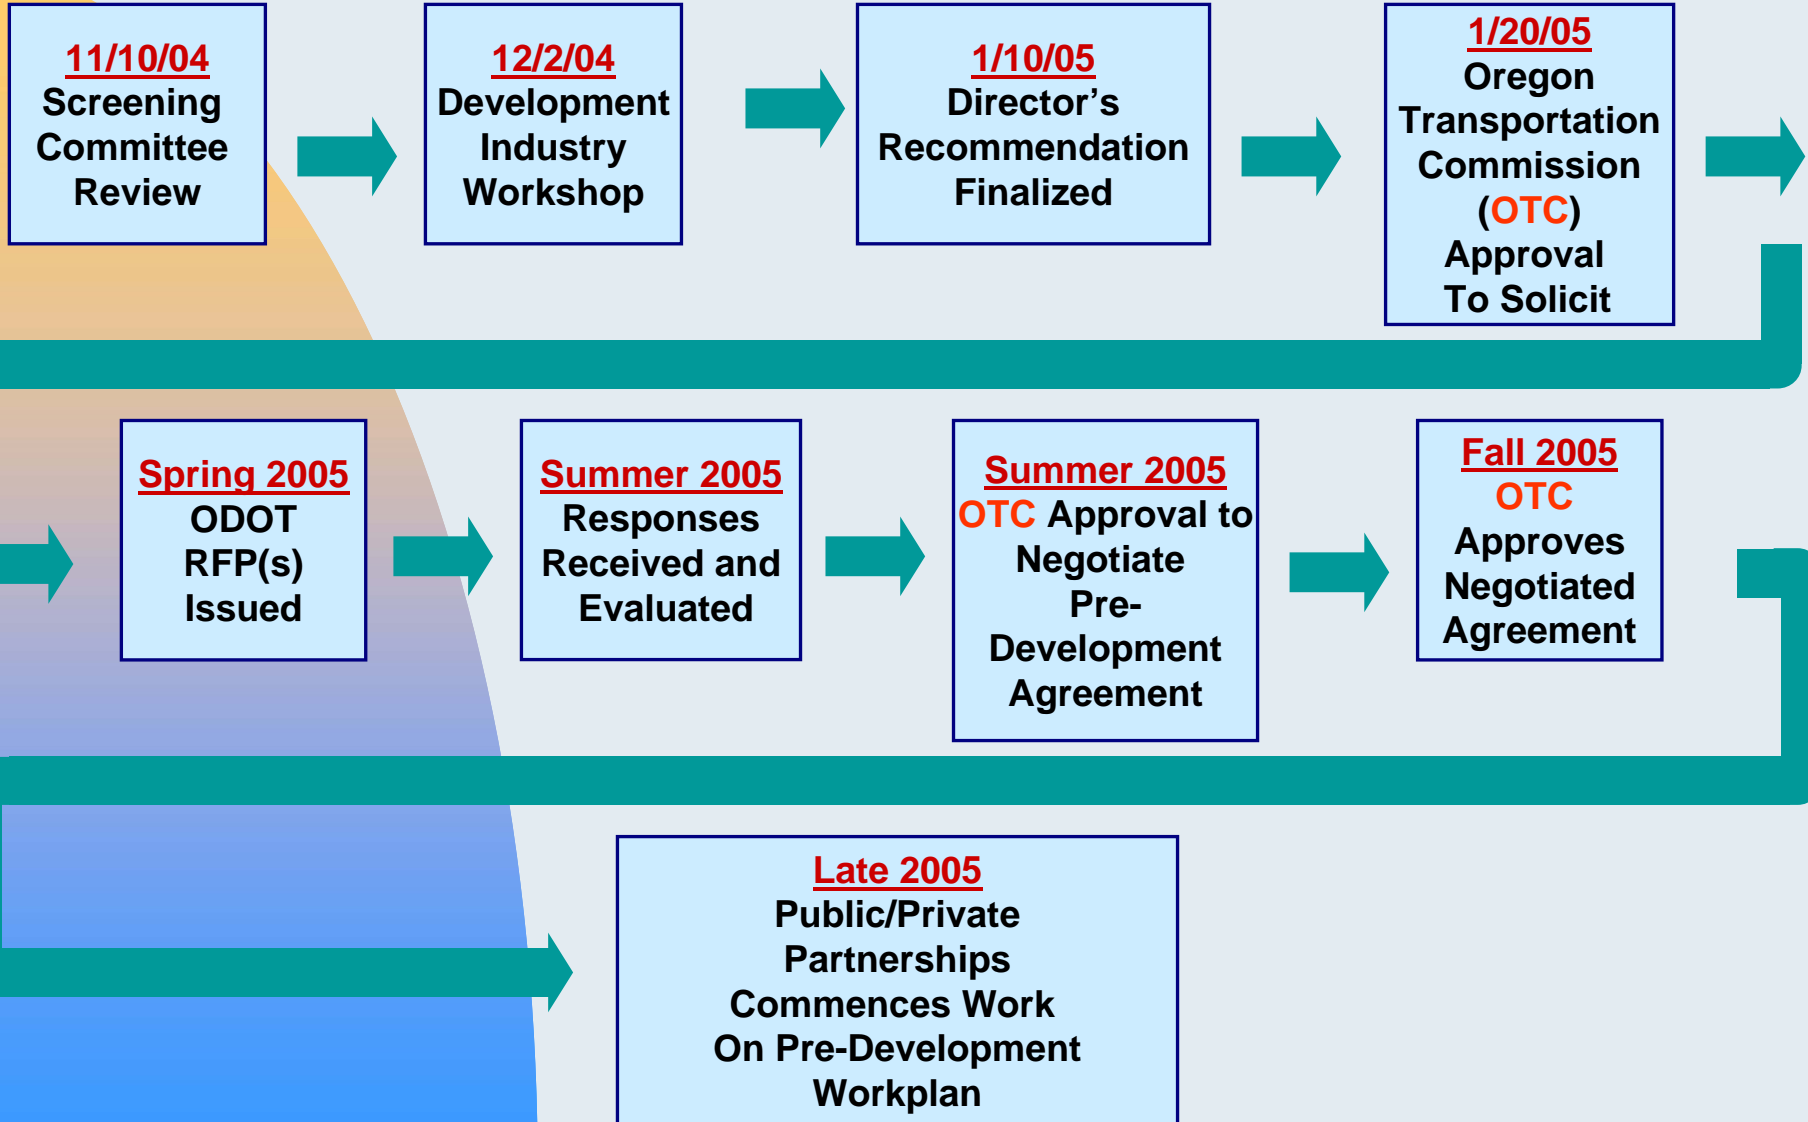 11/10/04
Screening
Committee
Review
12/2/04
Development
Industry
Workshop
1/10/05
Director’s
Recommendation
Finalized
1/20/05
Oregon
Transportation
Commission
(OTC)
Approval
To Solicit
Spring 2005
ODOT
RFP(s)
Issued
Summer 2005
Responses
Received and
Evaluated
Summer 2005
OTC Approval to
Negotiate
Pre-
Development
Agreement
Fall 2005
OTC
Approves
Negotiated
Agreement
Late 2005
Public/Private
Partnerships
Commences Work
On Pre-Development
Workplan